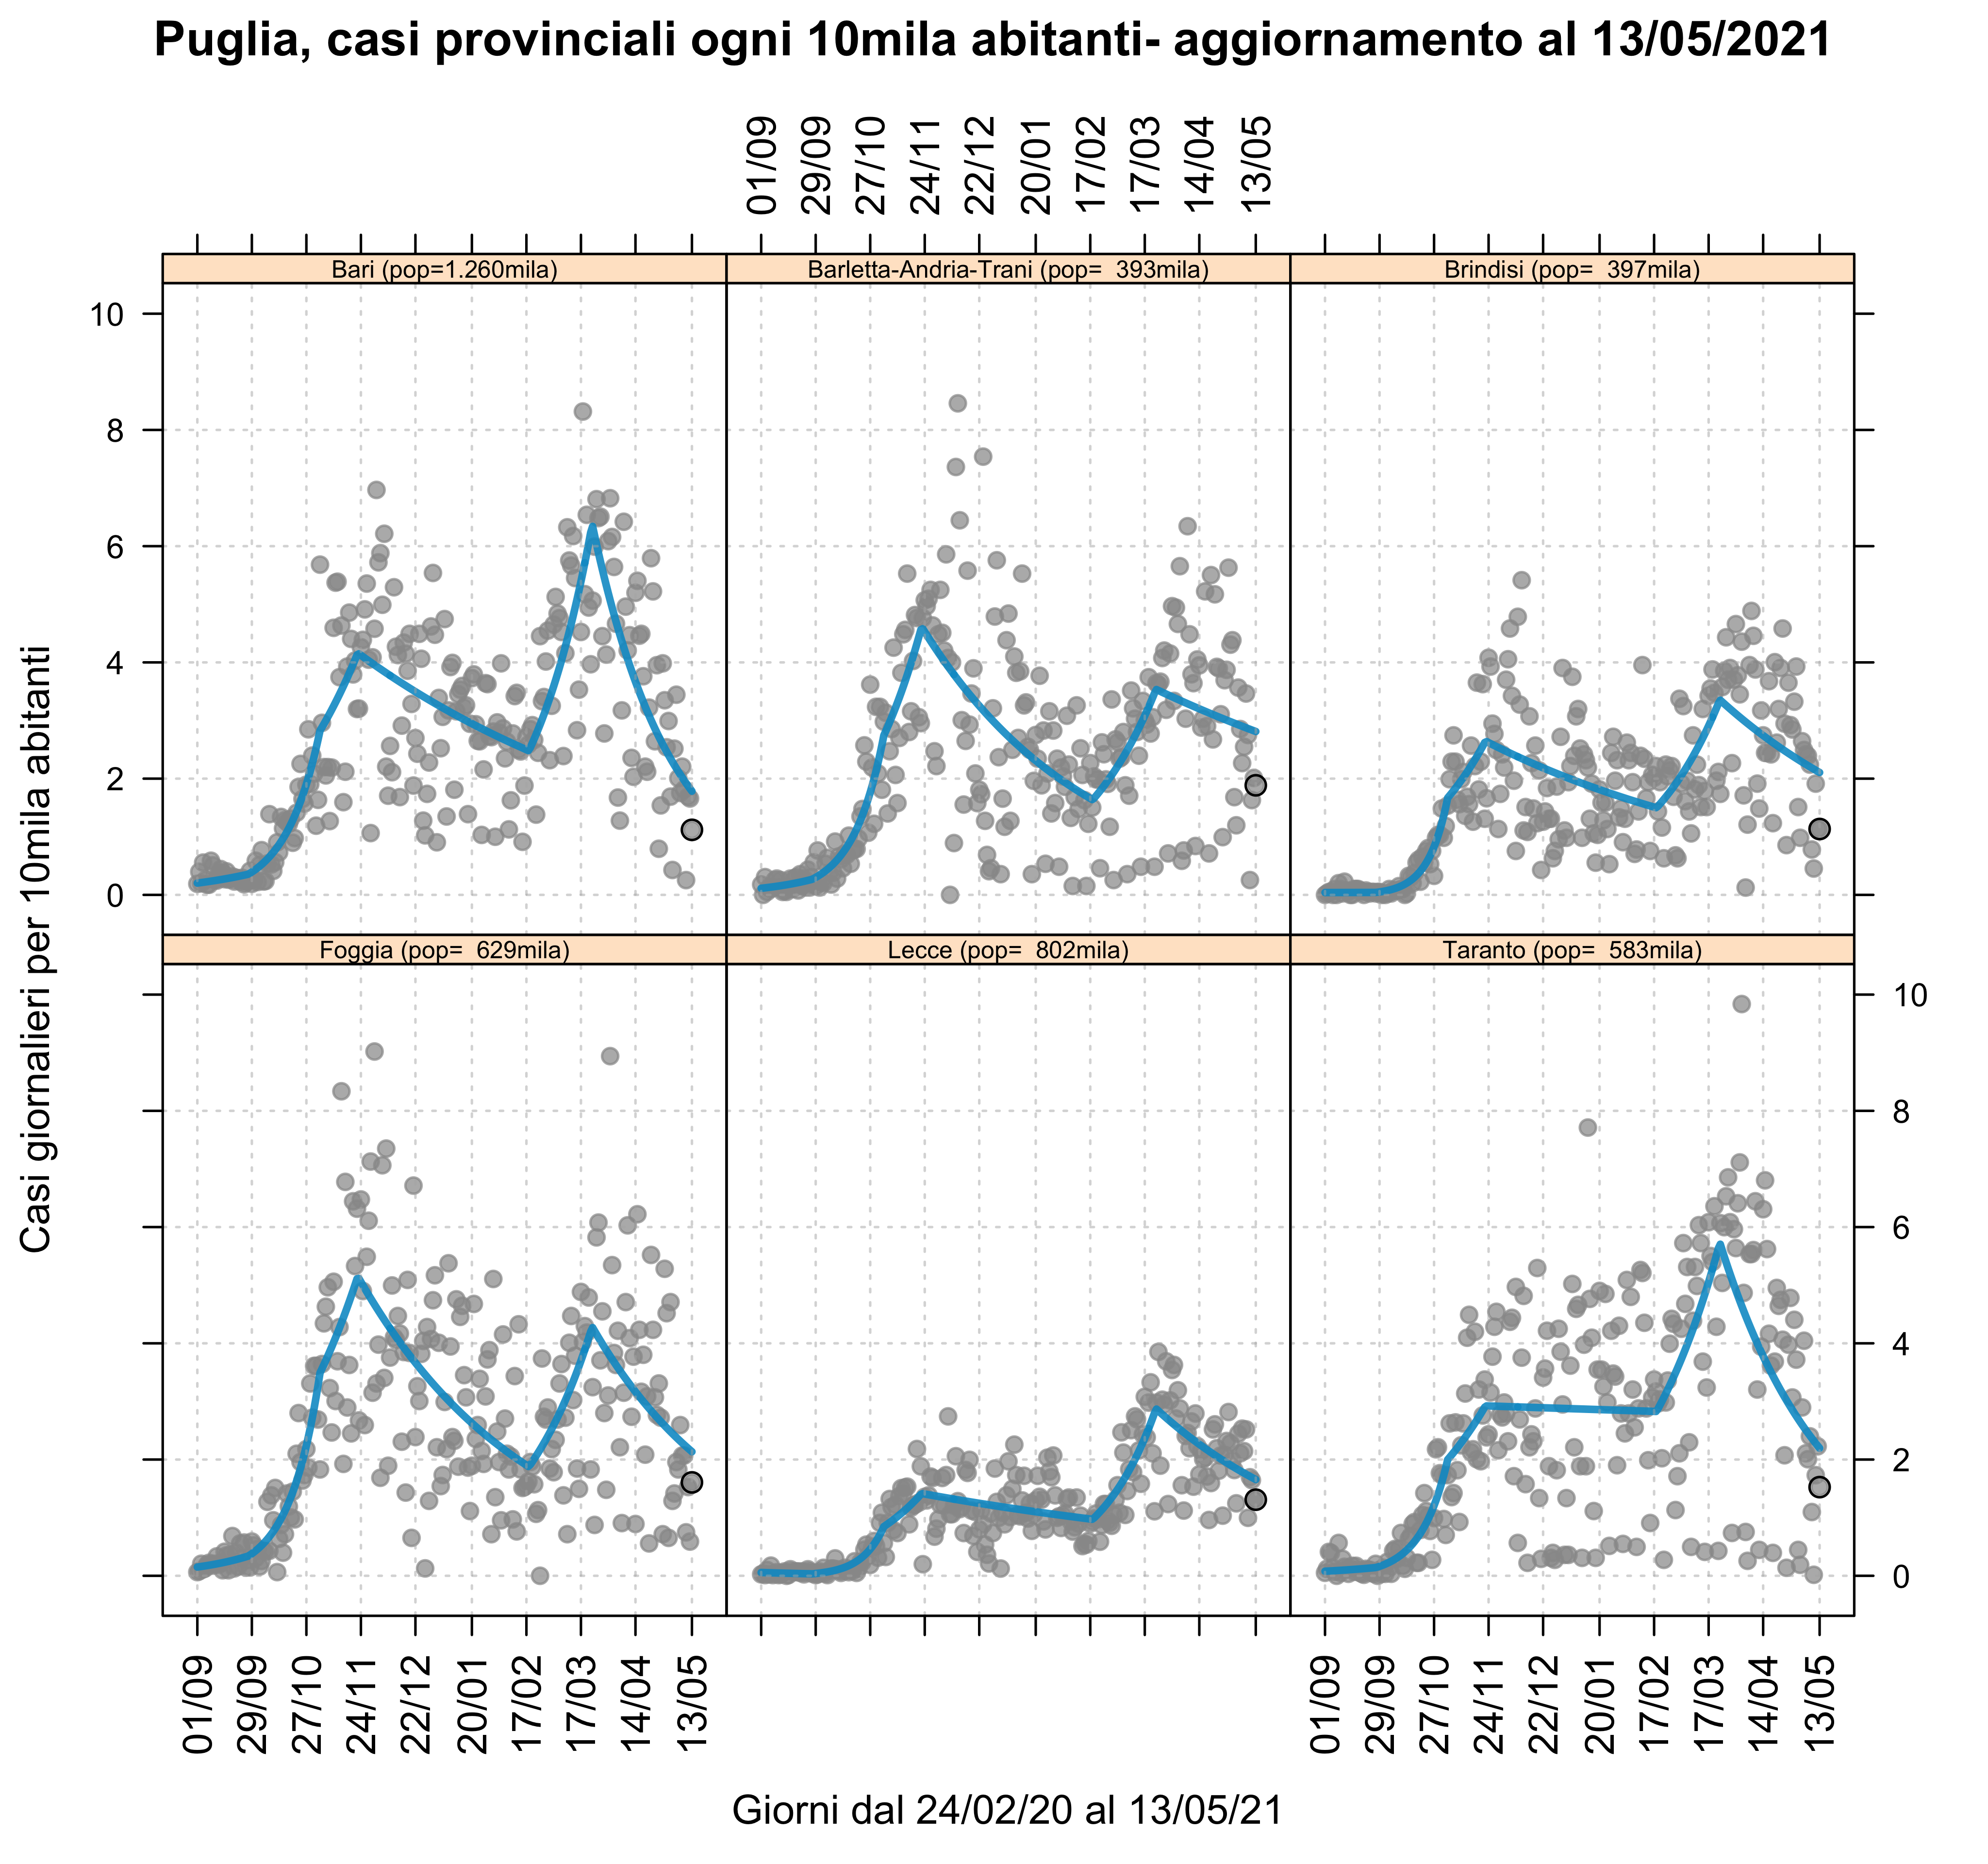 Puglia, casi provinciali ogni 10mila abitanti- aggiornamento al 13/05/2021
01/09 29/09 27/10 24/11 22/12 20/01 17/02 17/03 14/04 13/05
Bari (pop=1.260mila)
Barletta-Andria-Trani (pop= 393mila)
Brindisi (pop= 397mila)
10
8
6
4
2
0
Casi giornalieri per 10mila abitanti
Foggia (pop= 629mila)
Lecce (pop= 802mila)
Taranto (pop= 583mila)
10
8
6
4
2
0
01/09 29/09 27/10 24/11 22/12 20/01 17/02 17/03 14/04 13/05
01/09 29/09 27/10 24/11 22/12 20/01 17/02 17/03 14/04 13/05
Giorni dal 24/02/20 al 13/05/21